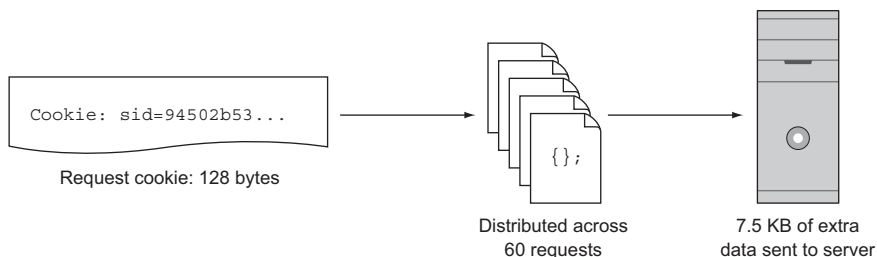 Cookie: sid=94502b53...
Request cookie: 128 bytes
{};
Distributed across
60 requests
7.5 KB of extra
data sent to server